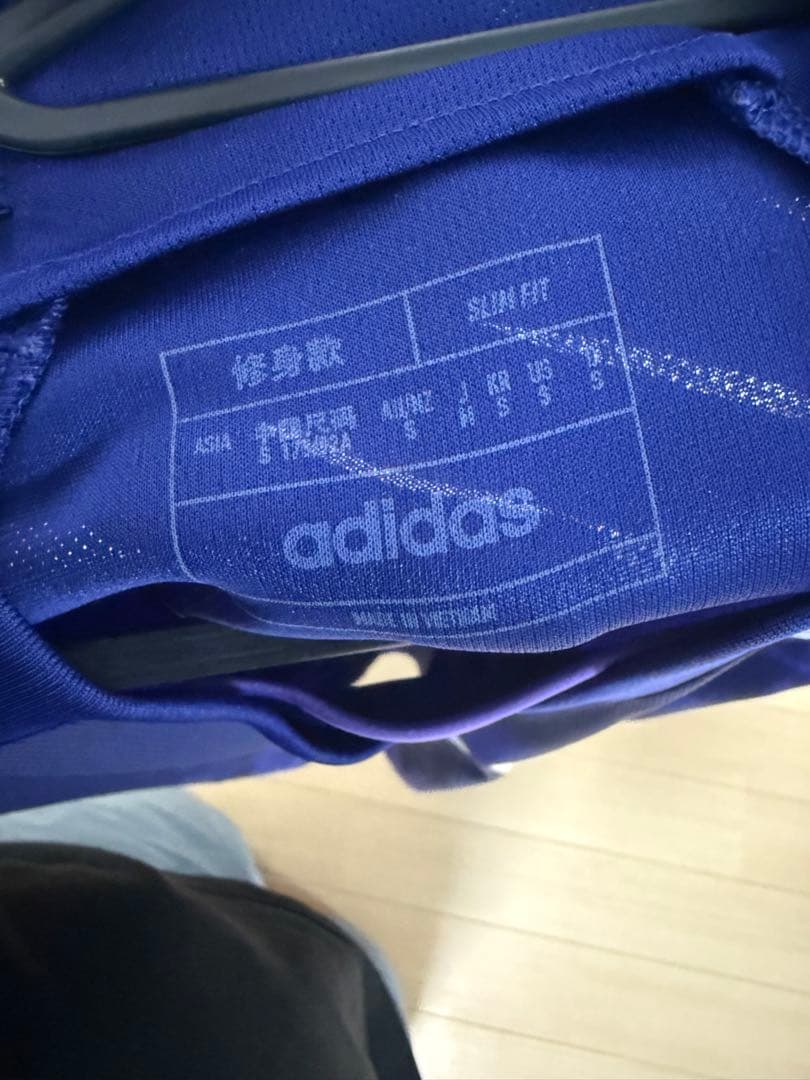 修身款 SLIM FIT
ASIA AU/NZ J KR US
S S M S S S
adidas
MADE IN VIETNAM